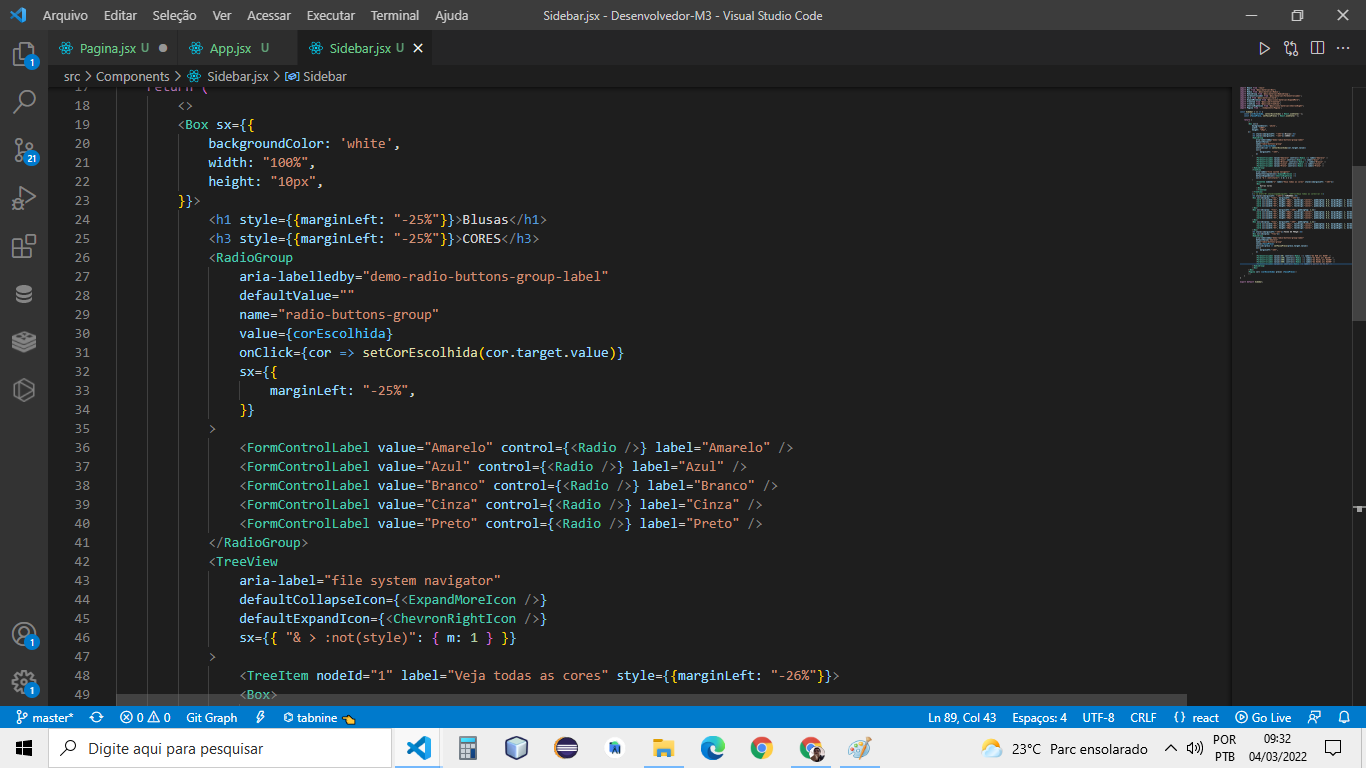 Arquivo Editar Seleção Ver Acessar Executar Terminal Ajuda Sidebar.jsx - Desenvolvedor-M3 - Visual Studio Code
Pagina.jsx U App.jsx U Sidebar.jsx U
src > Components > Sidebar.jsx > Sidebar
17 return (
18 <>
19 <Box sx={{
20 backgroundColor: 'white',
21 width: "100%",
22 height: "10px",
23 }}>
24 <h1 style={{marginLeft: "-25%"}}>Blusas</h1>
25 <h3 style={{marginLeft: "-25%"}}>CORES</h3>
26 <RadioGroup
27 aria-labelledby="demo-radio-buttons-group-label"
28 defaultValue=""
29 name="radio-buttons-group"
30 value={corEscolhida}
31 onClick={cor => setCorEscolhida(cor.target.value)}
32 sx={{
33 marginLeft: "-25%",
34 }}
35 >
36 <FormControlLabel value="Amarelo" control={<Radio />} label="Amarelo" />
37 <FormControlLabel value="Azul" control={<Radio />} label="Azul" />
38 <FormControlLabel value="Branco" control={<Radio />} label="Branco" />
39 <FormControlLabel value="Cinza" control={<Radio />} label="Cinza" />
40 <FormControlLabel value="Preto" control={<Radio />} label="Preto" />
41 </RadioGroup>
42 <TreeView
43 aria-label="file system navigator"
44 defaultCollapseIcon={<ExpandMoreIcon />}
45 defaultExpandIcon={<ChevronRightIcon />}
46 sx={{ "& > :not(style)": { m: 1 } }}
47 >
48 <TreeItem nodeId="1" label="Veja todas as cores" style={{marginLeft: "-26%"}}>
49 <Box>
1
21
1
1
master* 0 0 Git Graph tabnine Ln 89, Col 43 Espaços: 4 UTF-8 CRLF {} react Go Live
Digite aqui para pesquisar 23°C Parc ensolarado POR PTB 09:32 04/03/2022